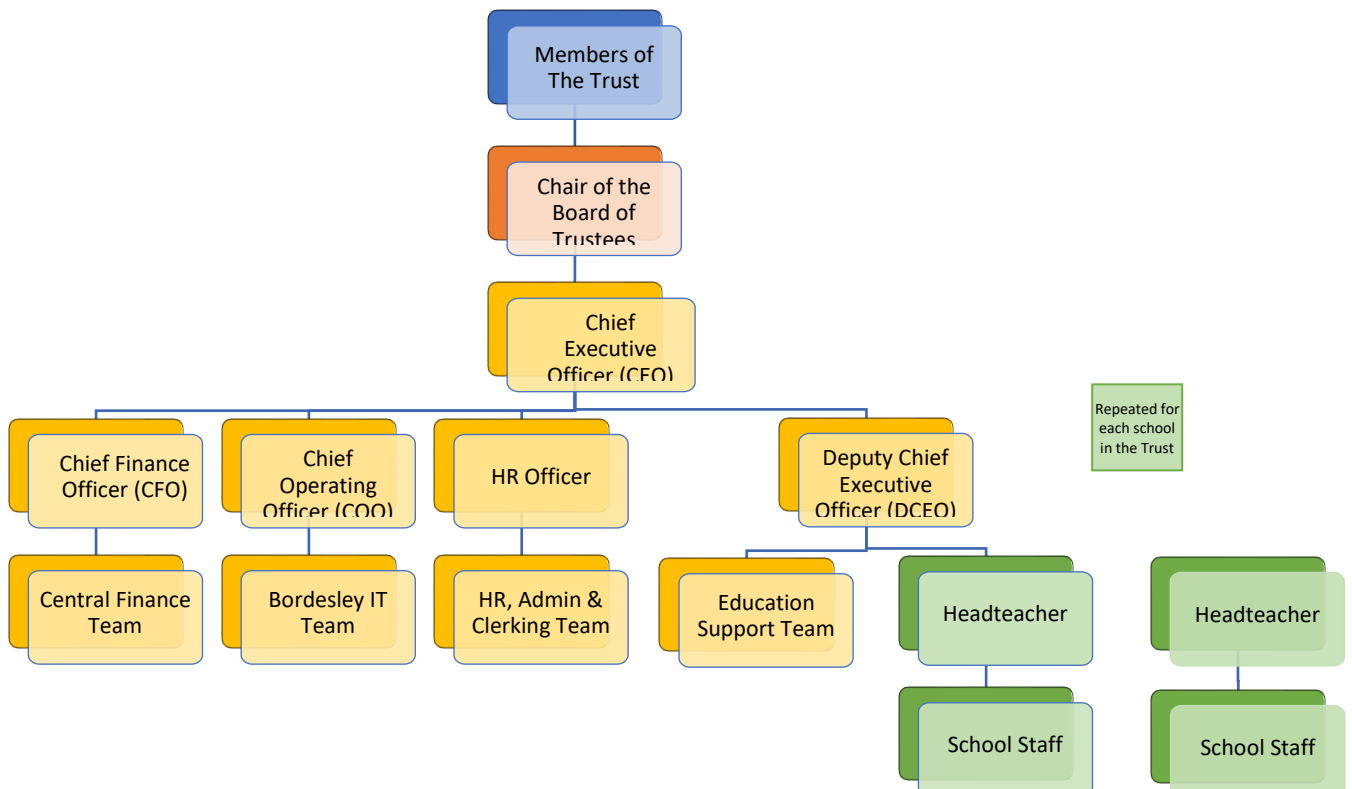 Members of
The Trust
Chair of the
Board of
Trustees
Chief
Executive
Officer (CEO)
Repeated for
each school
in the Trust
Chief Finance
Officer (CFO)
Chief
Operating
Officer (COO)
HR Officer
Deputy Chief
Executive
Officer (DCEO)
Central Finance
Team
Bordesley IT
Team
HR, Admin &
Clerking Team
Education
Support Team
Headteacher
Headteacher
School Staff
School Staff